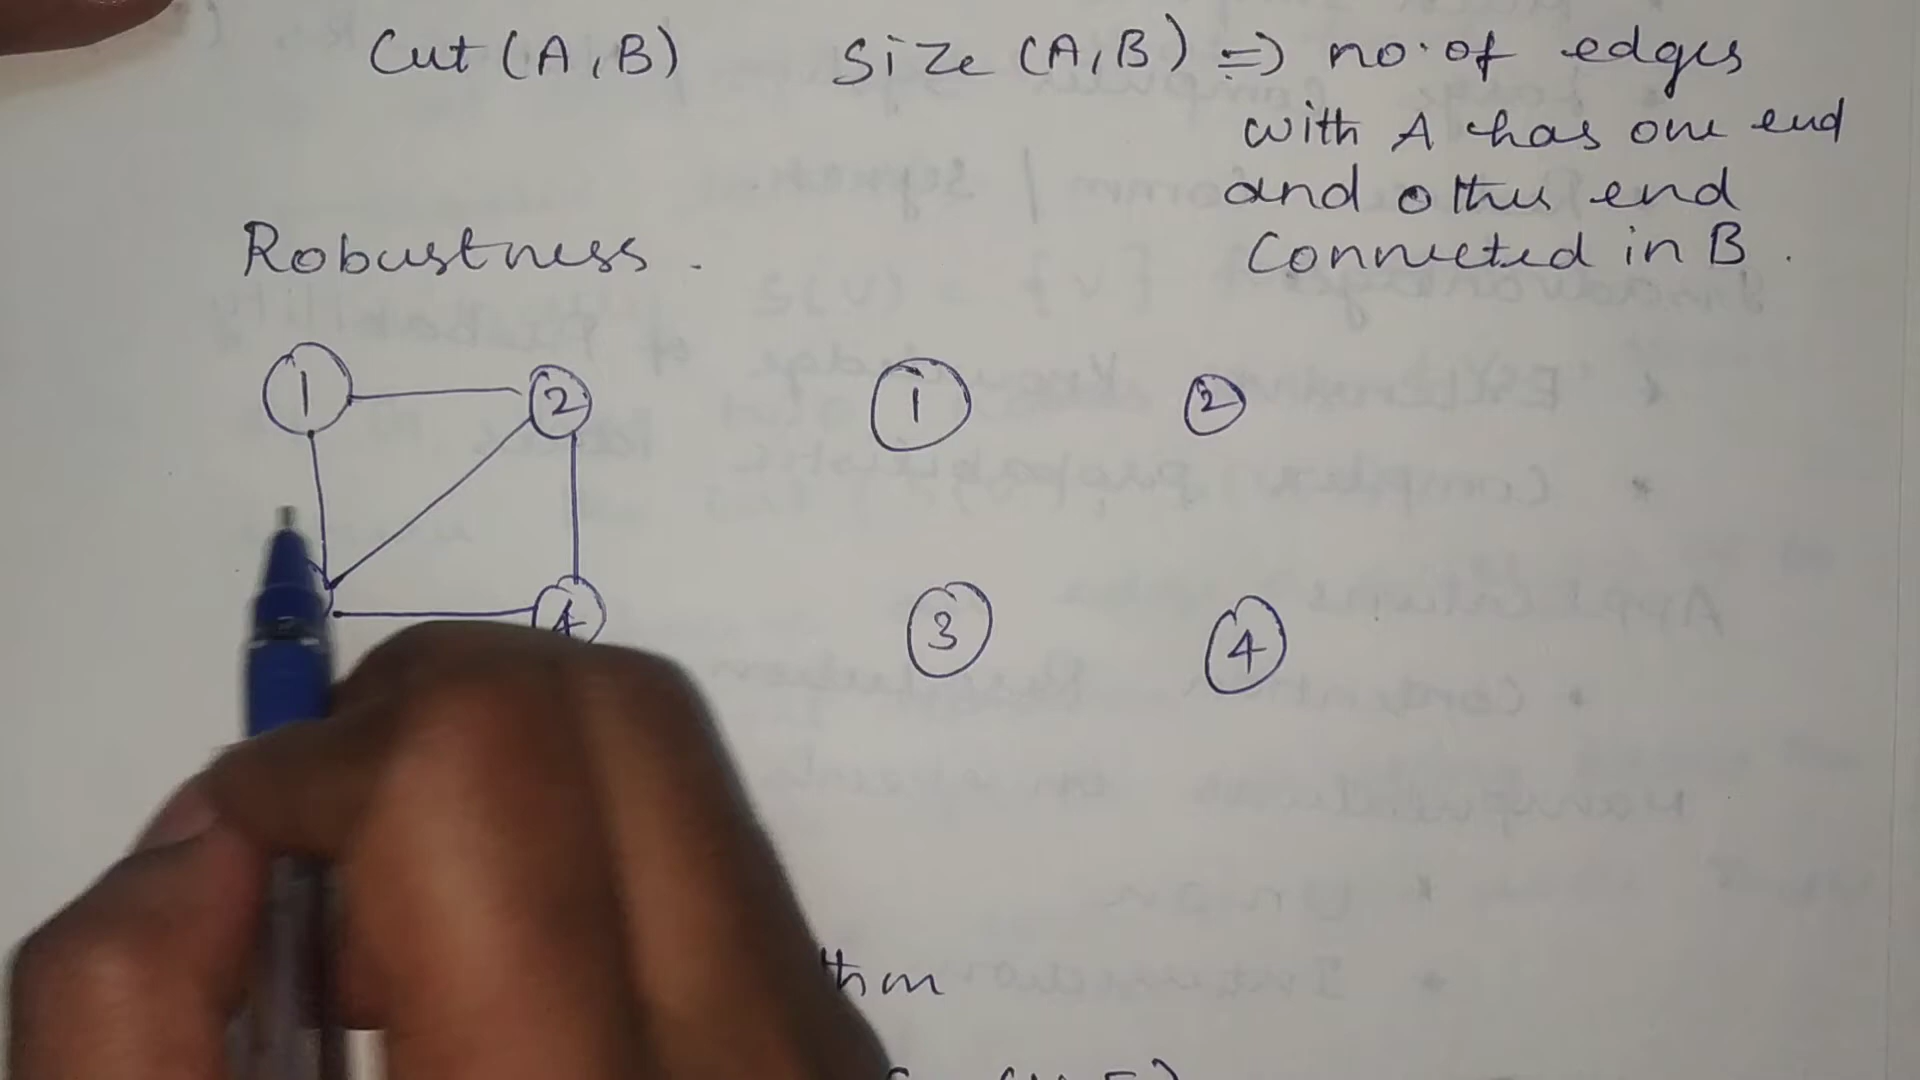 Cut (A,B) Size (A,B) => no. of edges
with A has one end
and other end
Connected in B.
Robustness.
1 2 1 2
4 3 4
thm